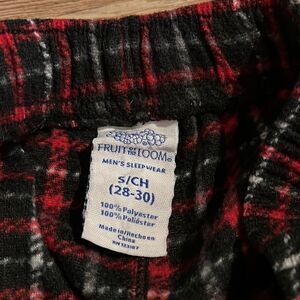 FRUIT OF THE LOOM®
MEN'S SLEEPWEAR
S/CH
(28-30)
100% Polyester
100% Poliéster
Made in/Hecho en
China